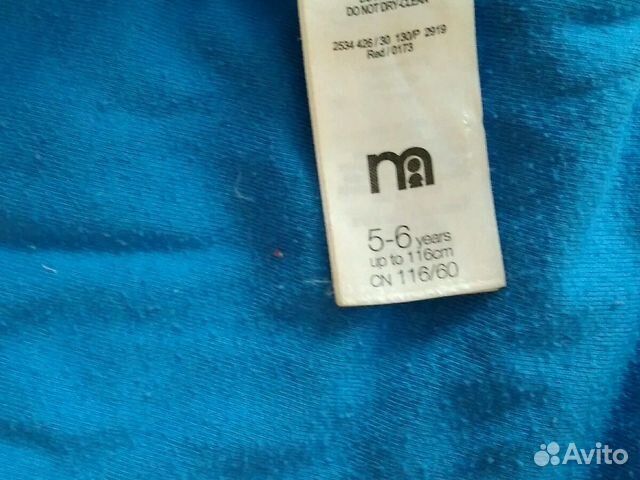 DO NOT DRY-CLEAN
2534 426 / 30 130/P 2919
Red / 0173
m
5-6 years
up to 116cm
CN 116/60
Avito